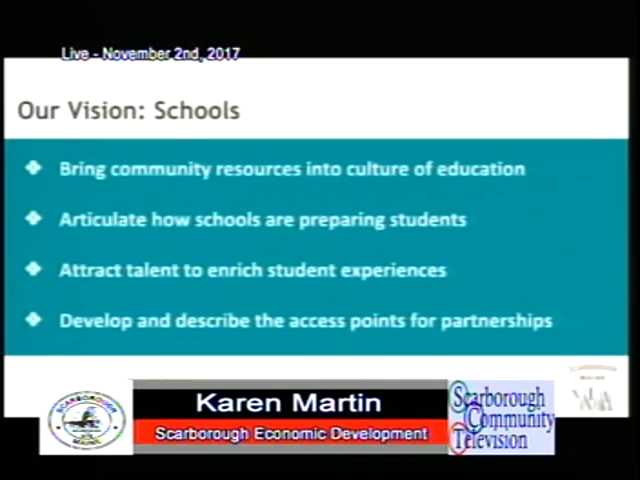 Live - November 2nd, 2017
Our Vision: Schools
❖ Bring community resources into culture of education
❖ Articulate how schools are preparing students
❖ Attract talent to enrich student experiences
❖ Develop and describe the access points for partnerships
SCARBOROUGH
MAINE
Karen Martin
Scarborough Economic Development
Scarborough
Community
Television